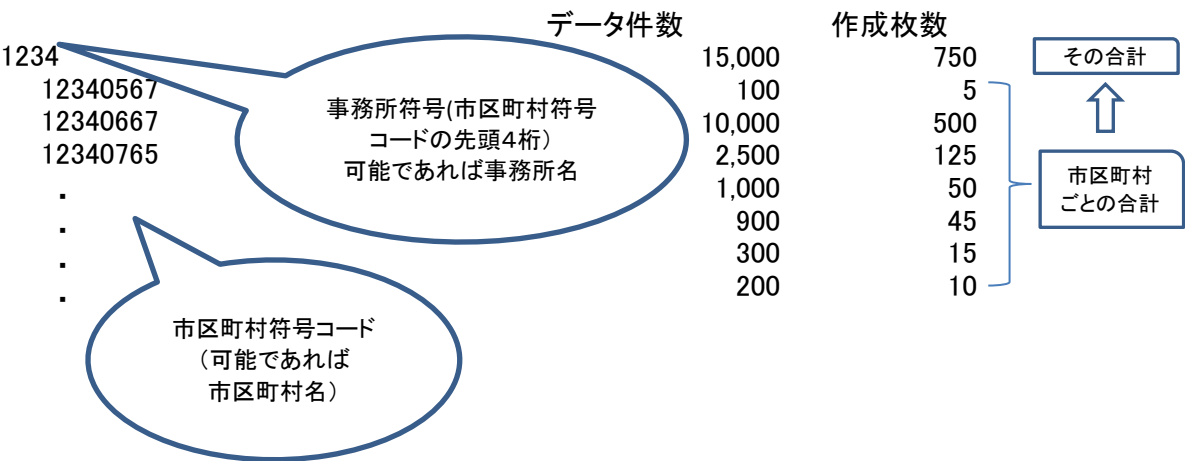 データ件数 作成枚数
1234 15,000 750
12340567 100 5
12340667 10,000 500
12340765 2,500 125
・ 1,000 50
・ 900 45
・ 300 15
・ 200 10
事務所符号(市区町村符号
コードの先頭4桁）
可能であれば事務所名
その合計
市区町村
ごとの合計
市区町村符号コード
（可能であれば
市区町村名）